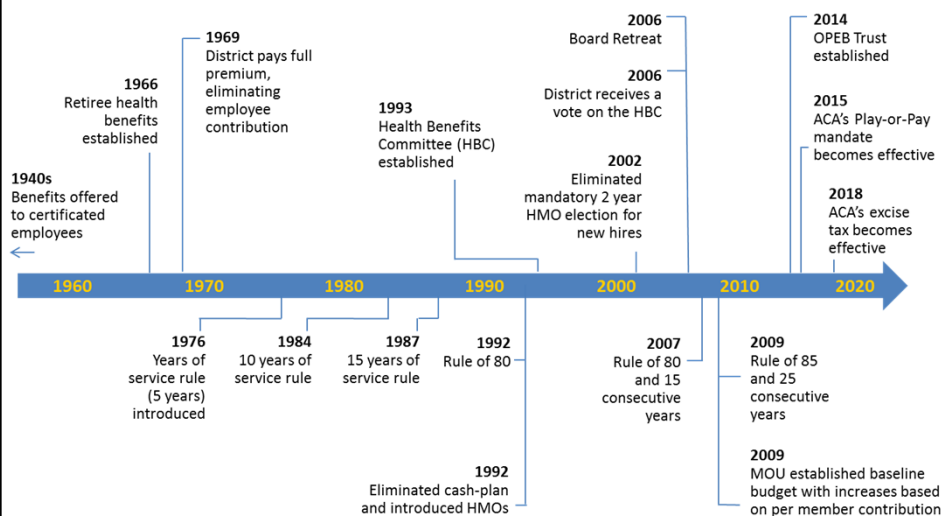 1940s
Benefits offered
to certificated
employees
1966
Retiree health
benefits
established
1969
District pays full
premium,
eliminating
employee
contribution
1993
Health Benefits
Committee (HBC)
established
2002
Eliminated
mandatory 2 year
HMO election for
new hires
2006
Board Retreat
2006
District receives a
vote on the HBC
2014
OPEB Trust
established
2015
ACA's Play-or-Pay
mandate
becomes effective
2018
ACA's excise
tax becomes
effective
1960
1970
1980
1990
2000
2010
2020
1976
Years of
service rule
(5 years)
introduced
1984
10 years of
service rule
1987
15 years of
service rule
1992
Rule of 80
1992
Eliminated cash-plan
and introduced HMOs
2007
Rule of 80
and 15
consecutive
years
2009
Rule of 85
and 25
consecutive
years
2009
MOU established baseline
budget with increases based
on per member contribution